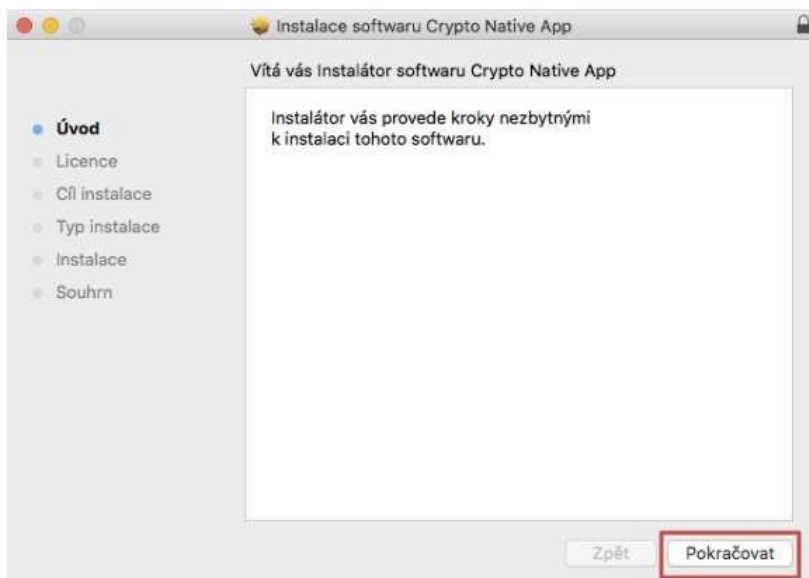 Instalace softwaru Crypto Native App
Vítá vás Instalátor softwaru Crypto Native App
Instalátor vás provede kroky nezbytnými
k instalaci tohoto softwaru.
Úvod
Licence
Cíl instalace
Typ instalace
Instalace
Souhrn
Zpět
Pokračovat